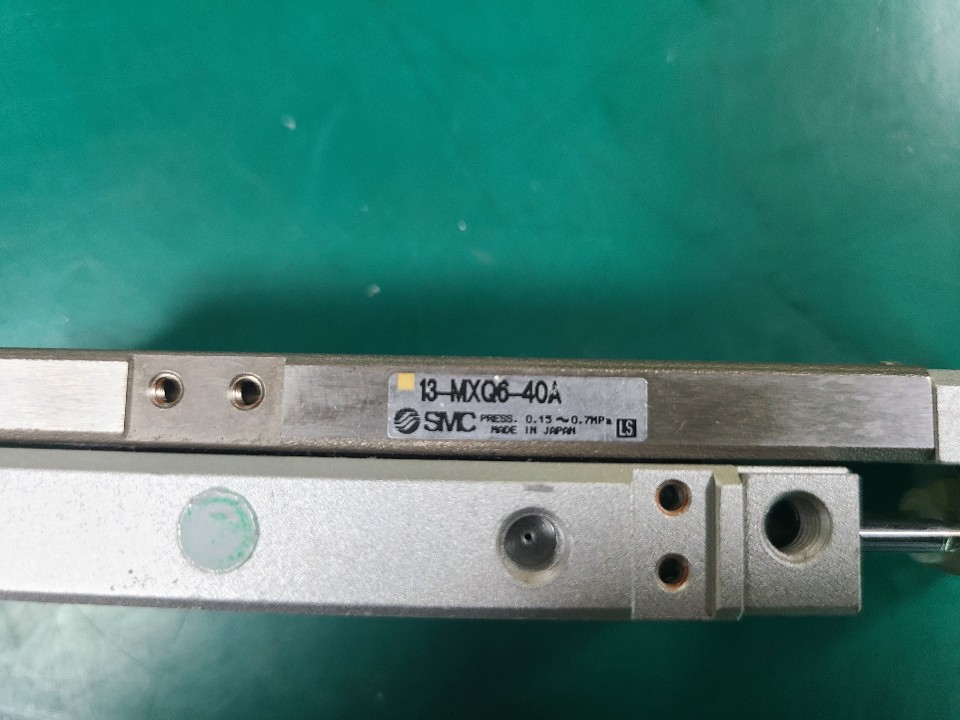 13-MXQ6-40A
SMC PRESS. 0.15~0.7MPa
MADE IN JAPAN LS